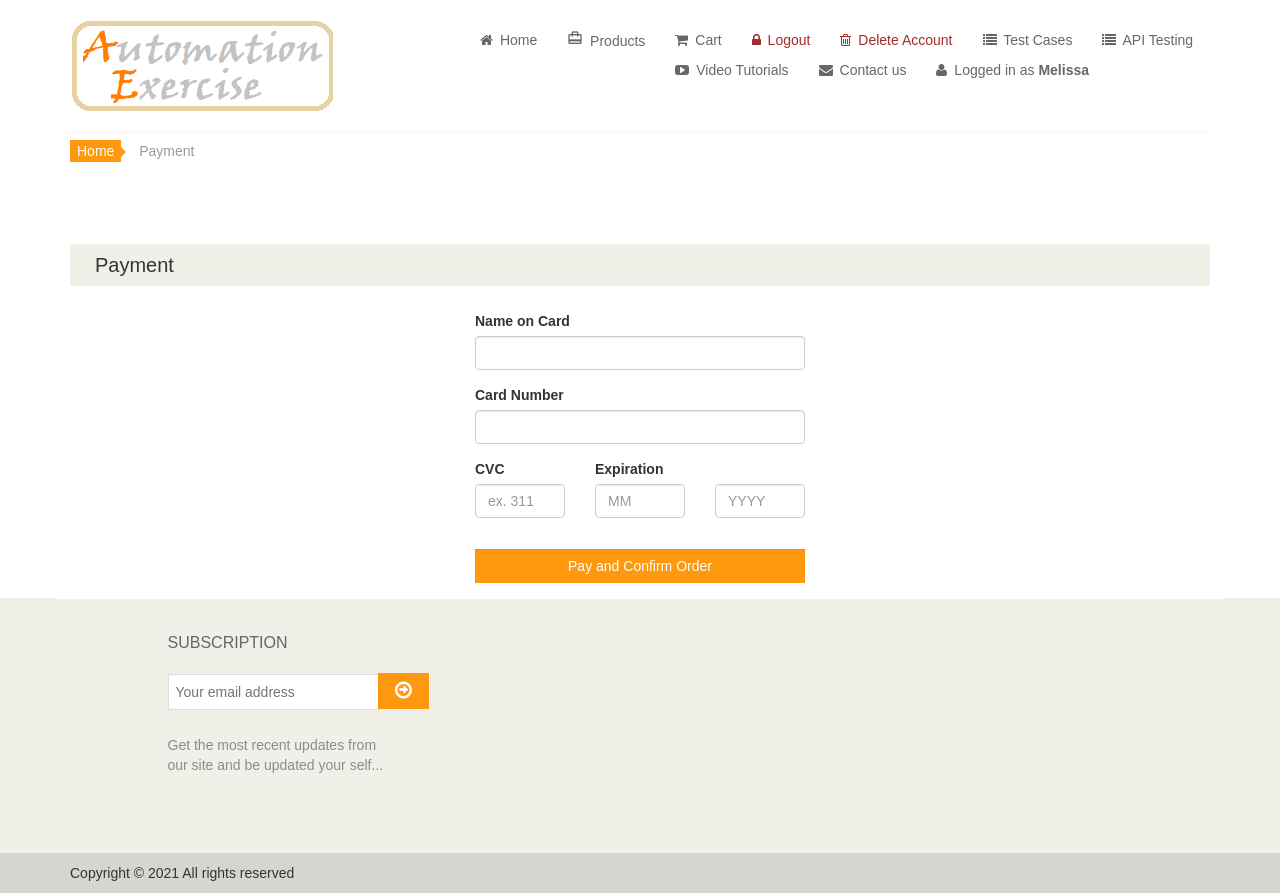 Automation
Exercise
Home
Products
Cart
Logout
Delete Account
Test Cases
API Testing
Video Tutorials
Contact us
Logged in as Melissa
Home
Payment
Payment
Name on Card
Card Number
CVC
Expiration
ex. 311
MM
YYYY
Pay and Confirm Order
SUBSCRIPTION
Your email address
Get the most recent updates from
our site and be updated your self...
Copyright © 2021 All rights reserved